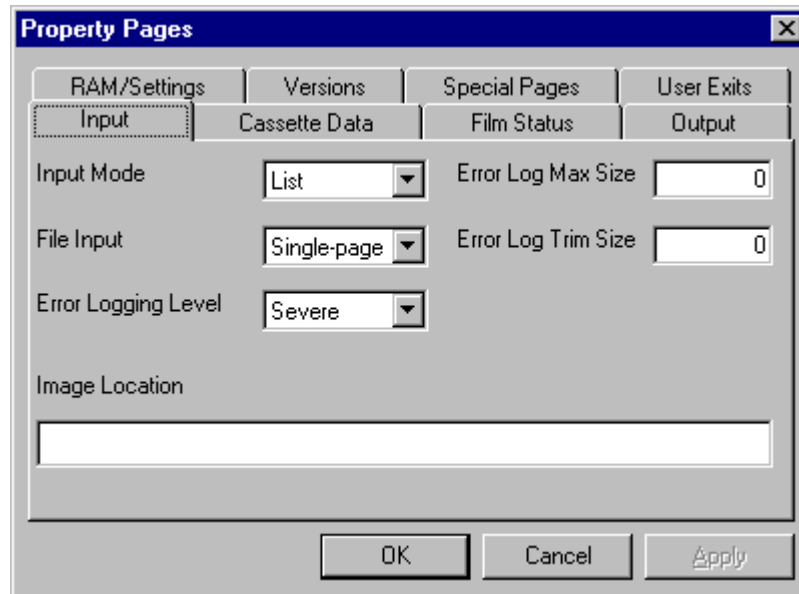 Property Pages
RAM/Settings Versions Special Pages User Exits
Input Cassette Data Film Status Output
Input Mode List Error Log Max Size 0
File Input Single-page Error Log Trim Size 0
Error Logging Level Severe
Image Location
OK Cancel Apply